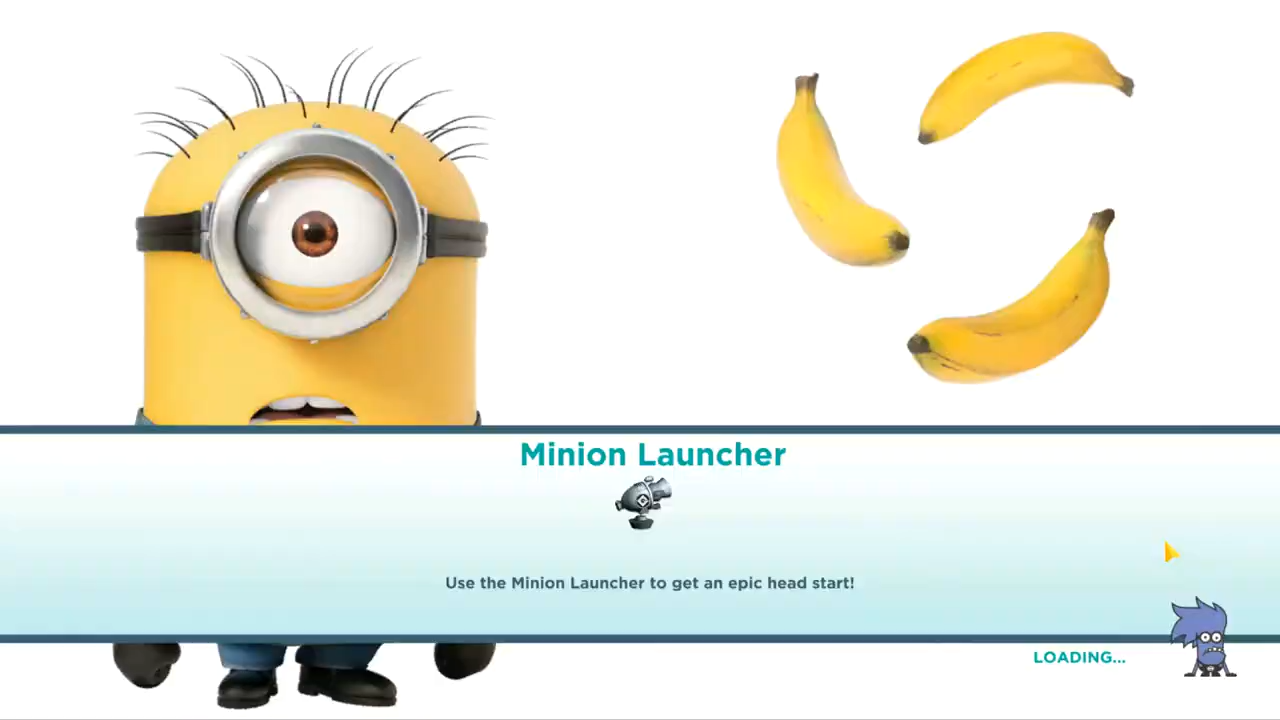 Minion Launcher
Use the Minion Launcher to get an epic head start!
LOADING...